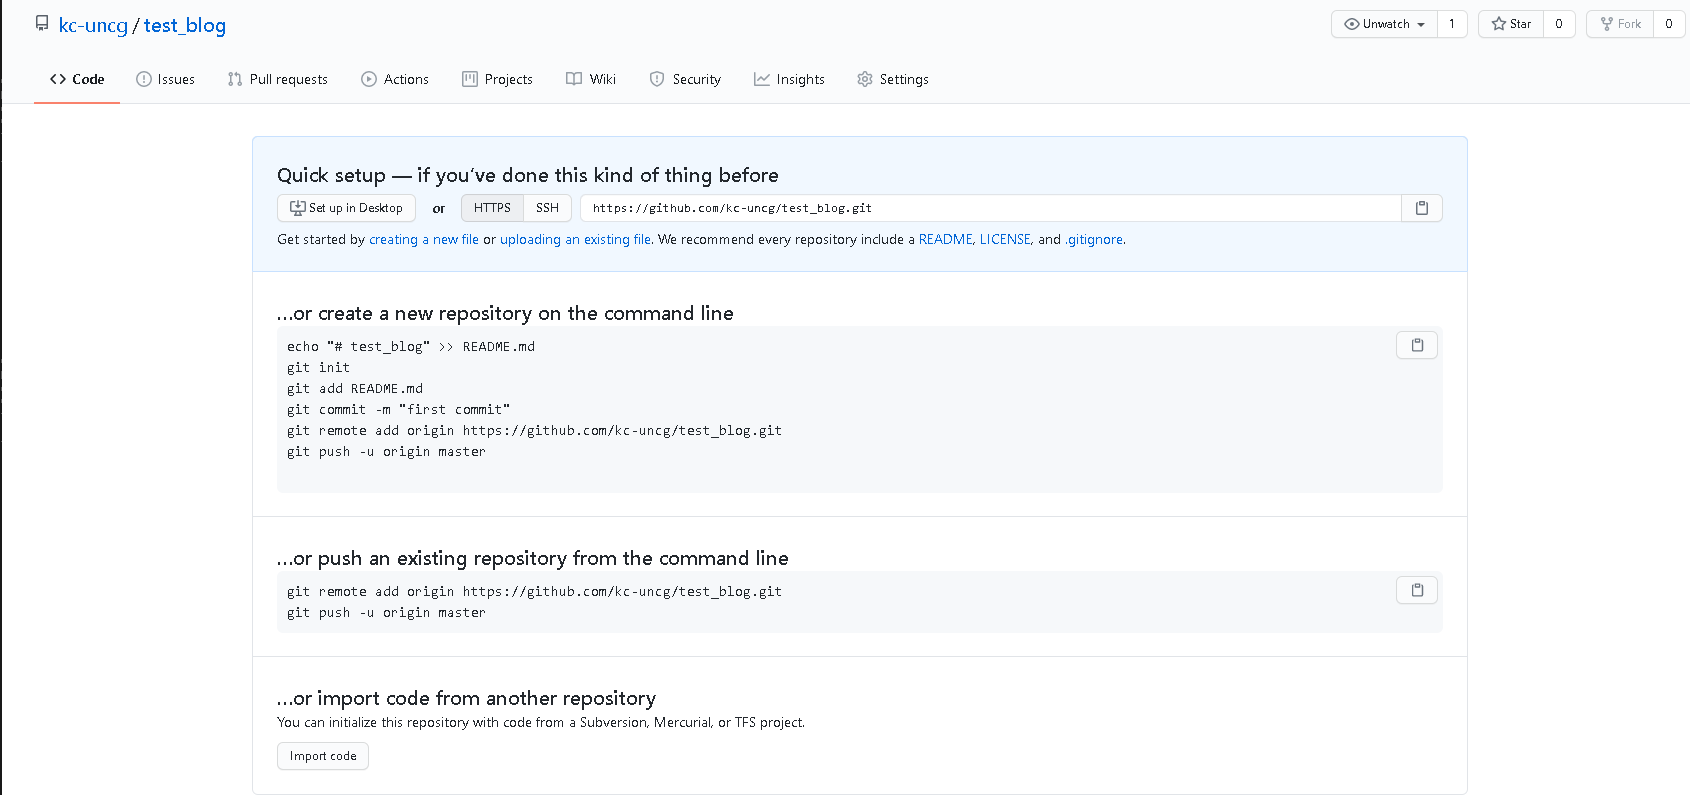 kc-uncg / test_blog
Unwatch 1 Star 0 Fork 0
Code Issues Pull requests Actions Projects Wiki Security Insights Settings
Quick setup — if you’ve done this kind of thing before
Set up in Desktop or HTTPS SSH https://github.com/kc-uncg/test_blog.git
Get started by creating a new file or uploading an existing file. We recommend every repository include a README, LICENSE, and .gitignore.
…or create a new repository on the command line
echo "# test_blog" >> README.md
git init
git add README.md
git commit -m "first commit"
git remote add origin https://github.com/kc-uncg/test_blog.git
git push -u origin master
…or push an existing repository from the command line
git remote add origin https://github.com/kc-uncg/test_blog.git
git push -u origin master
…or import code from another repository
You can initialize this repository with code from a Subversion, Mercurial, or TFS project.
Import code